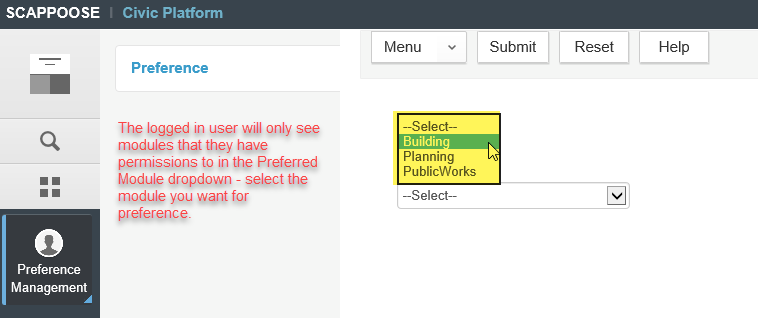 SCAPPOOSE | Civic Platform
Menu Submit Reset Help
Preference
The logged in user will only see
modules that they have
permissions to in the Preferred
Module dropdown - select the
module you want for
preference.
--Select--
Building
Planning
PublicWorks
--Select--
Preference
Management